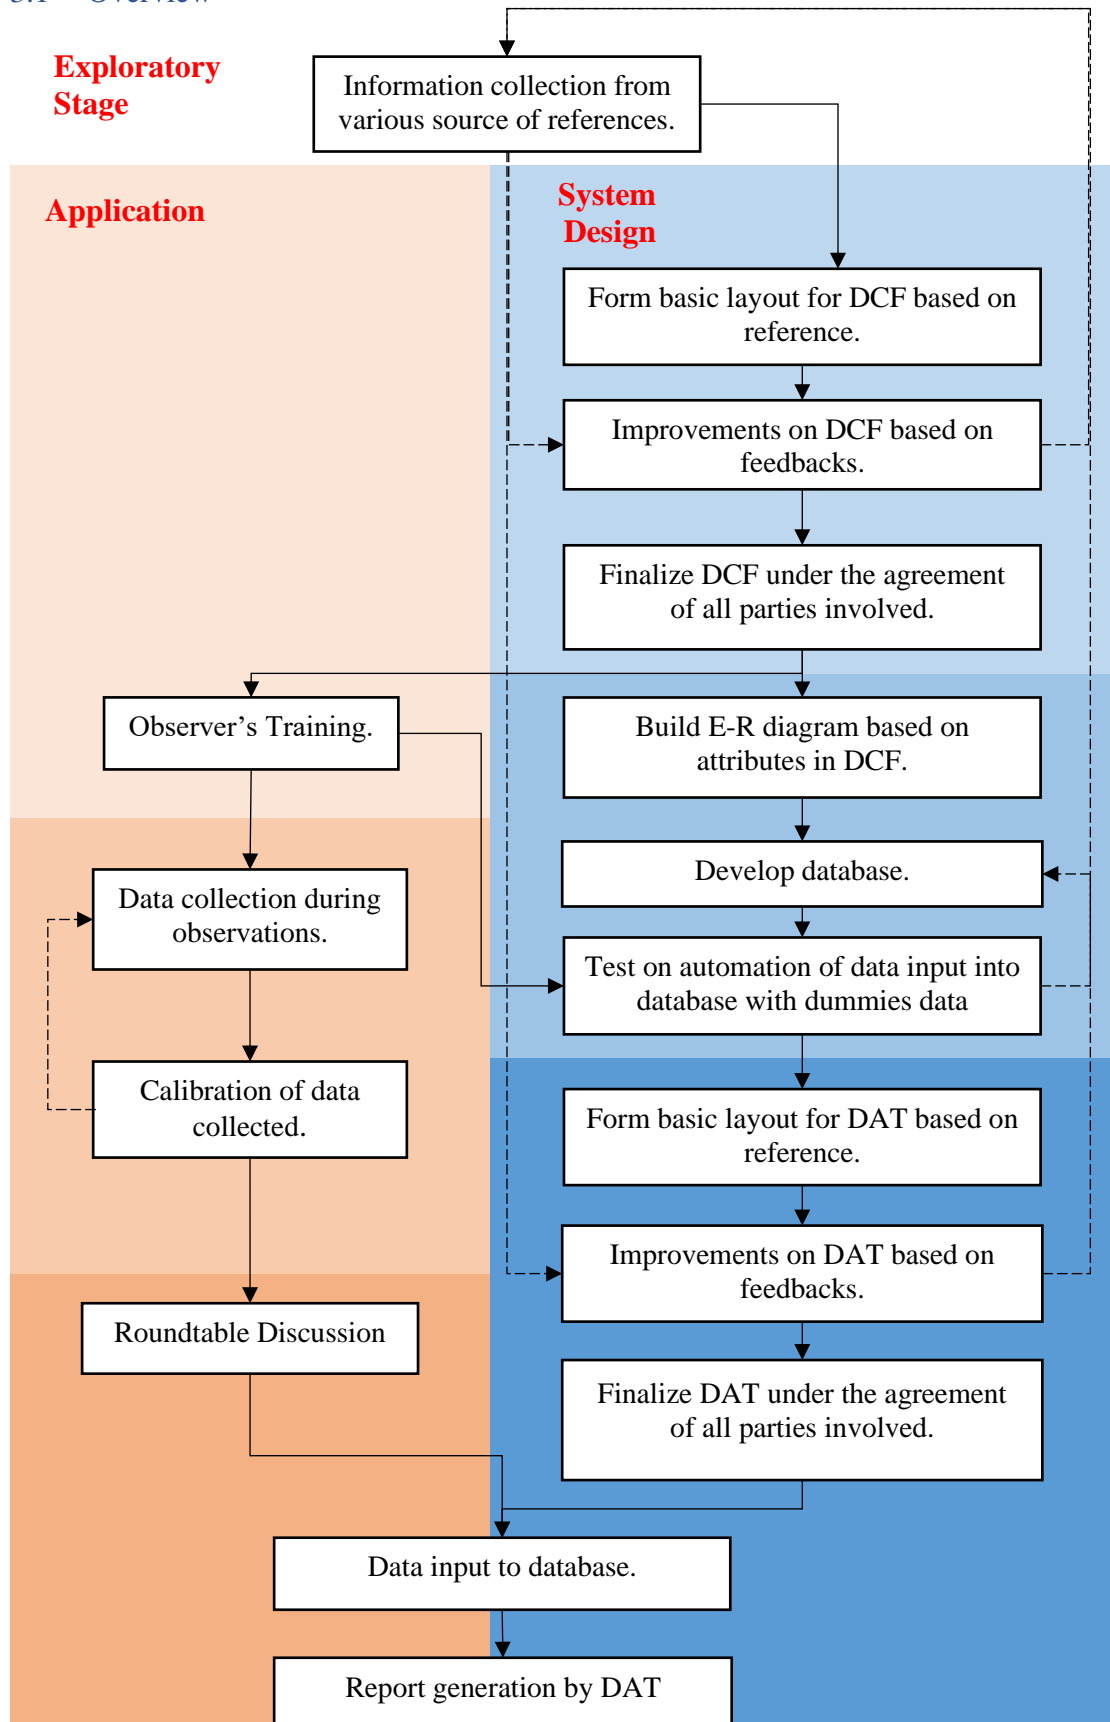 Exploratory
Stage
Information collection from
various source of references.
Application
System
Design
Form basic layout for DCF based on
reference.
Improvements on DCF based on
feedbacks.
Finalize DCF under the agreement
of all parties involved.
Observer’s Training.
Build E-R diagram based on
attributes in DCF.
Develop database.
Data collection during
observations.
Test on automation of data input into
database with dummies data
Calibration of data
collected.
Form basic layout for DAT based on
reference.
Improvements on DAT based on
feedbacks.
Roundtable Discussion
Finalize DAT under the agreement
of all parties involved.
Data input to database.
Report generation by DAT